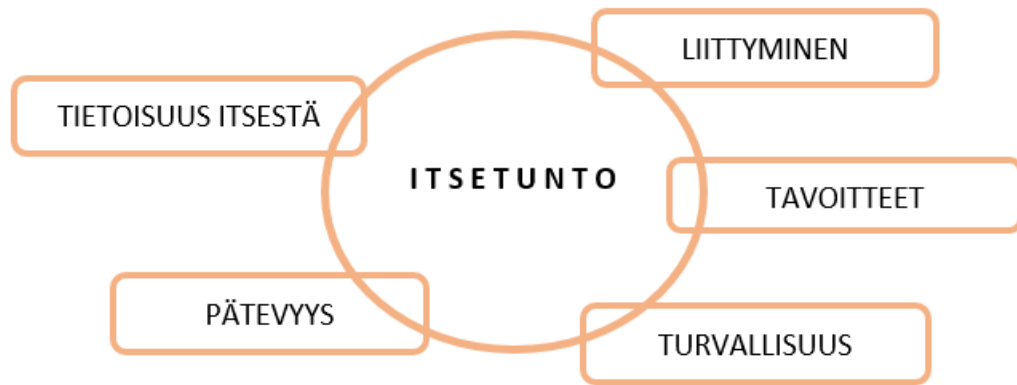 LIITTYMINEN
TIETOISUUS ITSESTÄ
ITSETUNTO
TAVOITTEET
PÄTEVYYS
TURVALLISUUS